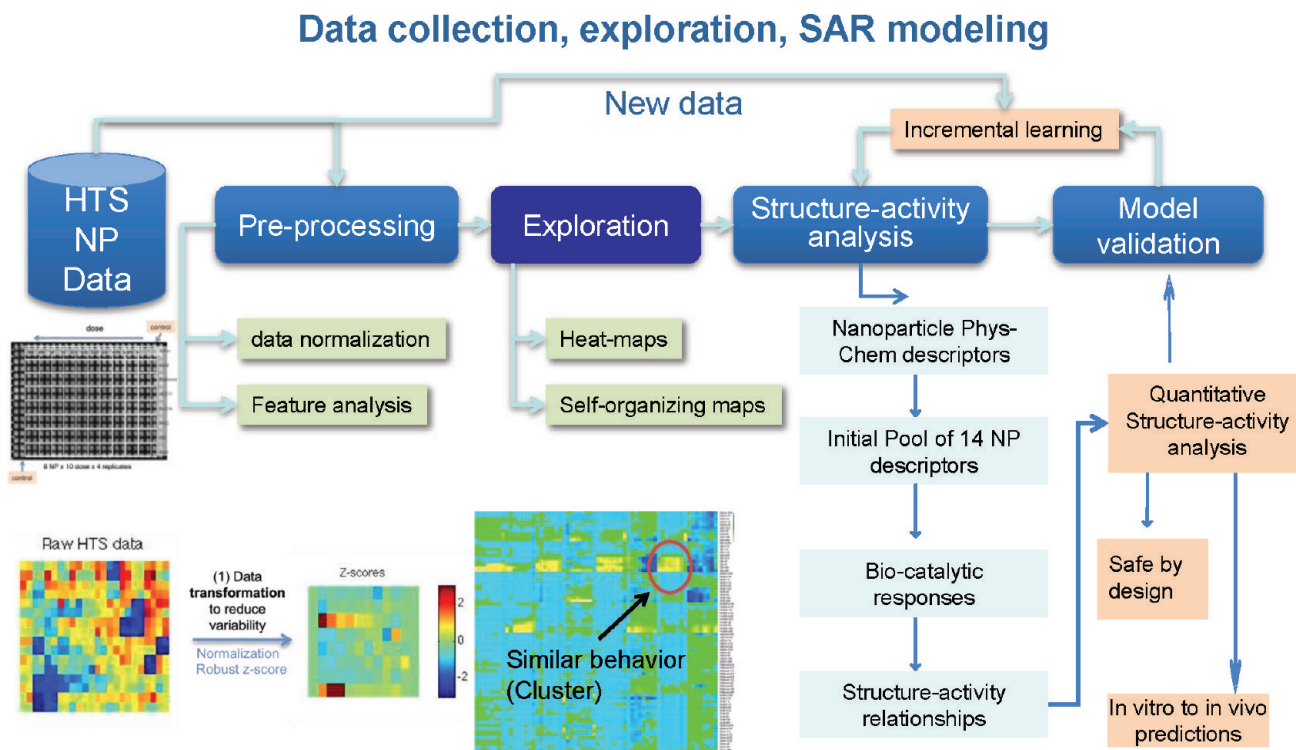 Data collection, exploration, SAR modeling
New data
Incremental learning
HTS
NP
Data
Pre-processing
Exploration
Structure-activity
analysis
Model
validation
dose
control
data normalization
Feature analysis
Heat-maps
Self-organizing maps
8 NP x 10 dose x 4 replicates
control
Nanoparticle Phys-
Chem descriptors
Initial Pool of 14 NP
descriptors
Bio-catalytic
responses
Structure-activity
relationships
Quantitative
Structure-activity
analysis
Safe by
design
In vitro to in vivo
predictions
Raw HTS data
(1) Data
transformation
to reduce
variability
Normalization
Robust z-score
Z-scores
2
0
-2
Similar behavior
(Cluster)